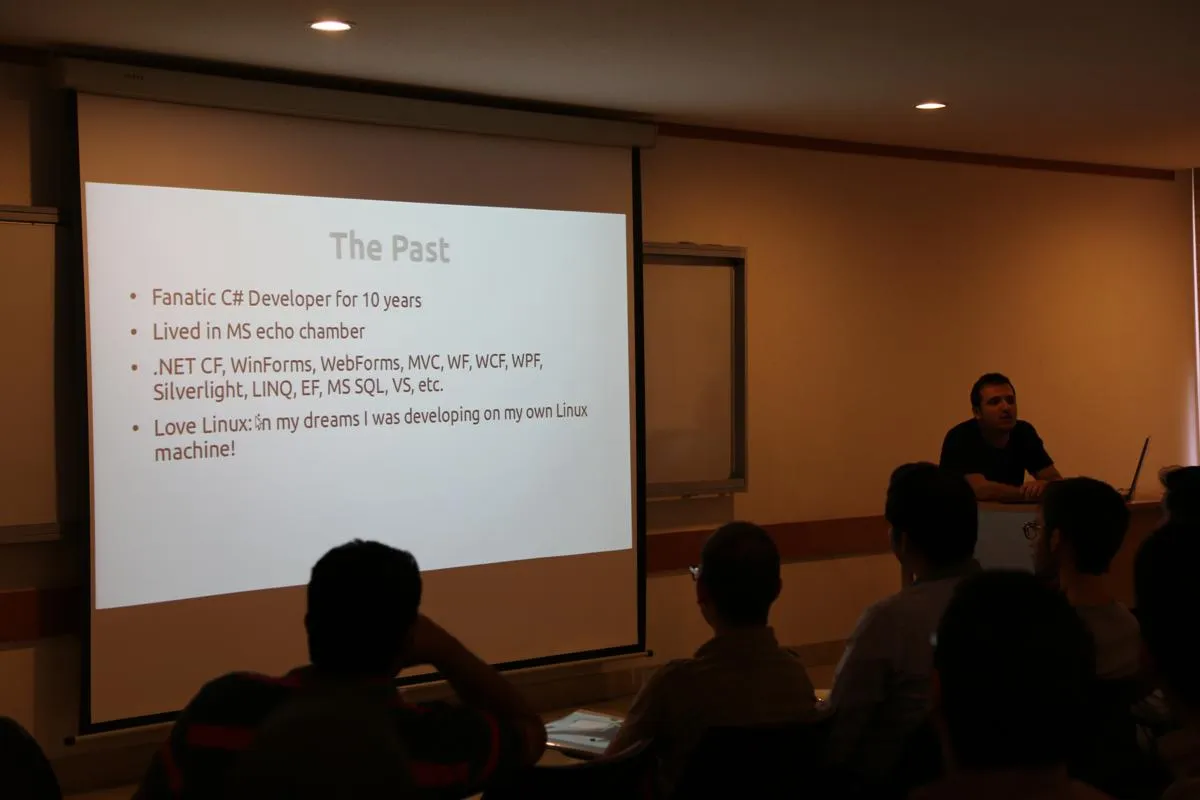 The Past
• Fanatic C# Developer for 10 years
• Lived in MS echo chamber
• .NET CF, WinForms, WebForms, MVC, WF, WCF, WPF,
Silverlight, LINQ, EF, MS SQL, VS, etc.
• Love Linux: in my dreams I was developing on my own Linux
machine!